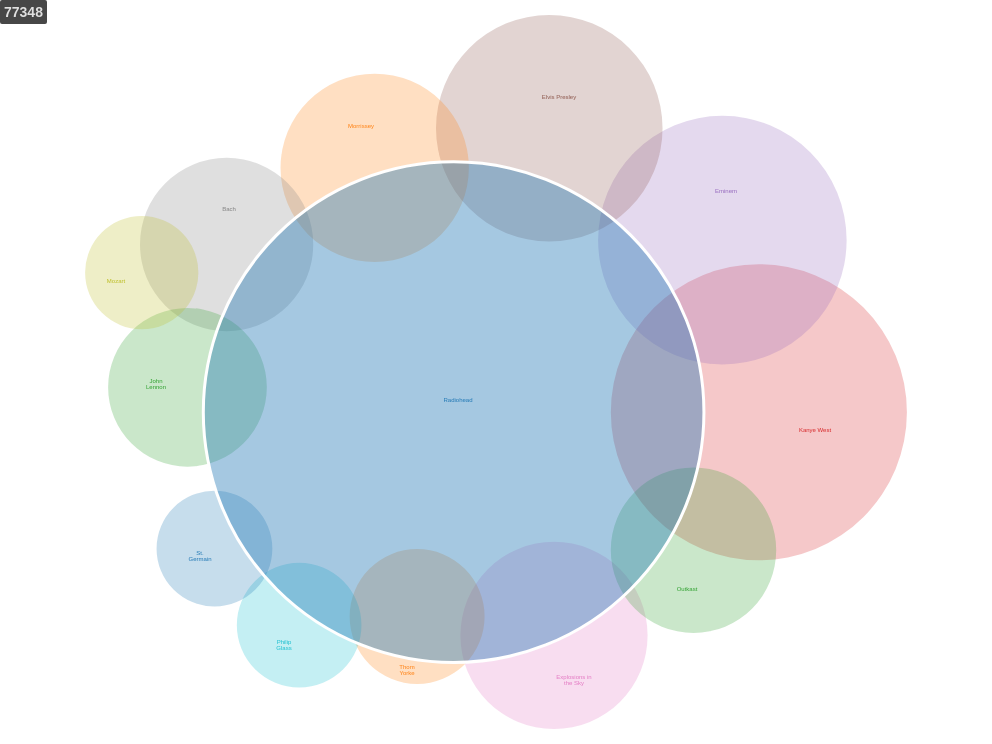 77348
Elvis Presley
Morrissey
Eminem
Bach
Mozart
John
Lennon
Radiohead
Kanye West
St.
Germain
Outkast
Philip
Glass
Thom
Yorke
Explosions in
the Sky